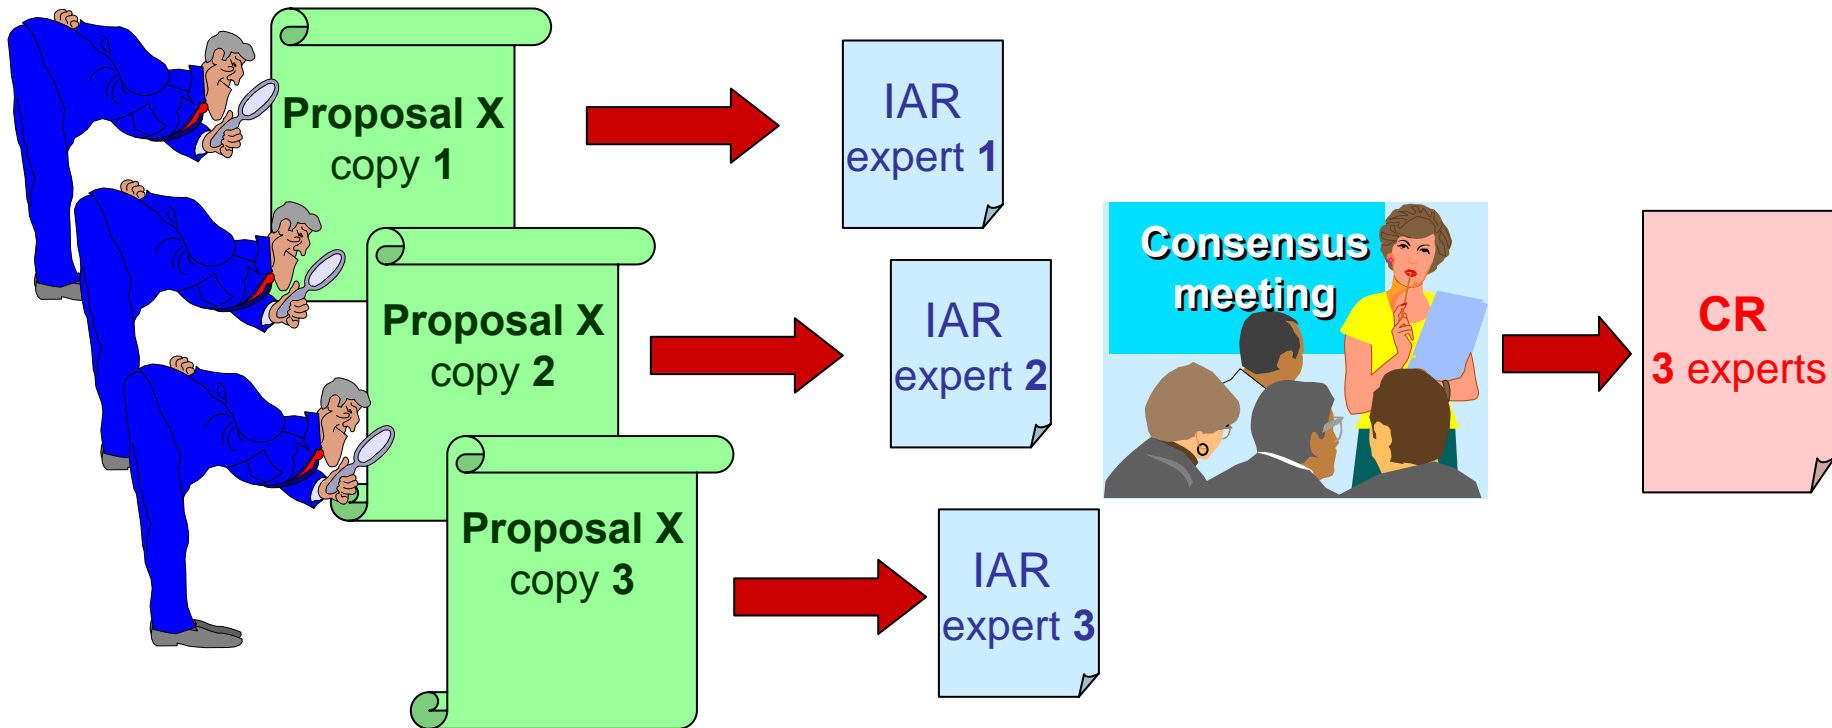 Proposal X
copy 1
IAR
expert 1
Proposal X
copy 2
IAR
expert 2
Proposal X
copy 3
IAR
expert 3
Consensus
meeting
CR
3 experts